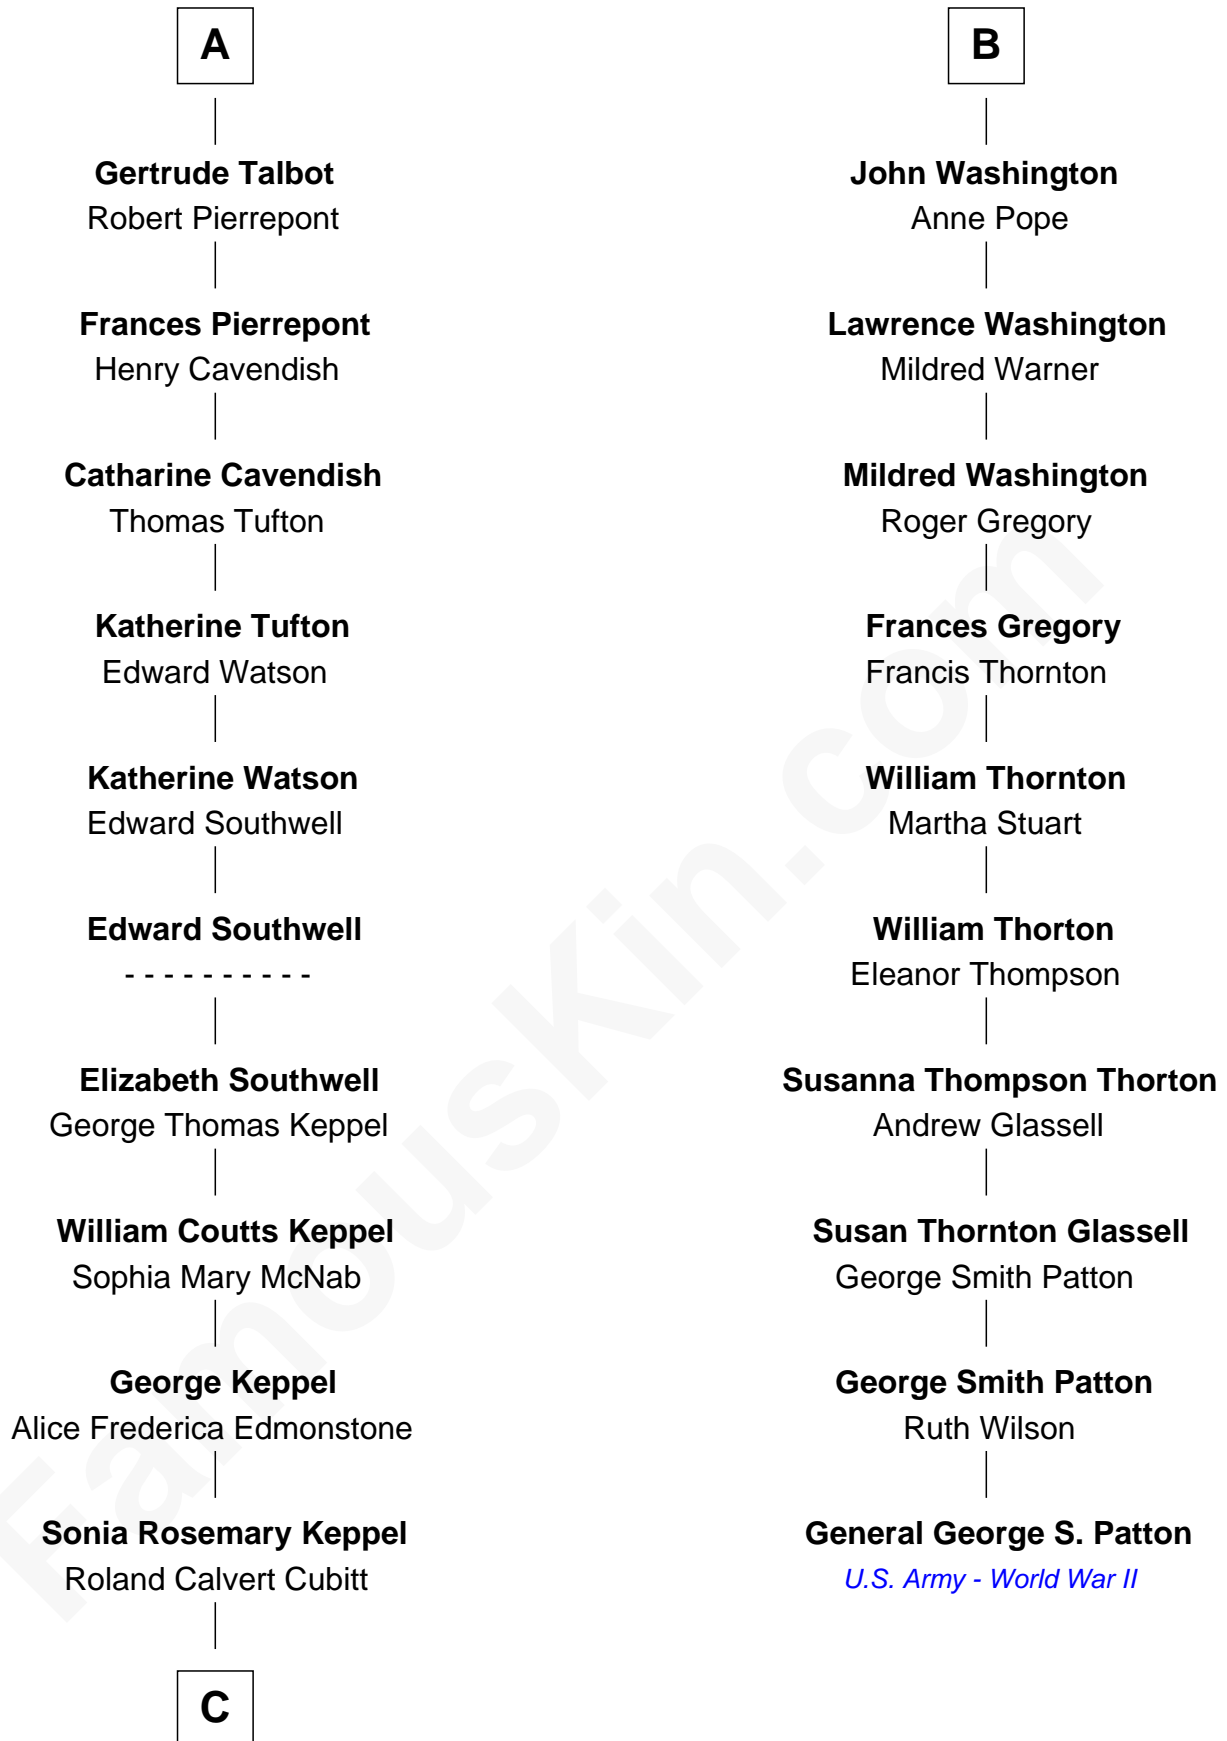 A
Gertrude Talbot
Robert Pierrepont
Frances Pierrepont
Henry Cavendish
Catharine Cavendish
Thomas Tufton
Katherine Tufton
Edward Watson
Katherine Watson
Edward Southwell
Edward Southwell
- - - - - - - - - -
Elizabeth Southwell
George Thomas Keppel
William Coutts Keppel
Sophia Mary McNab
George Keppel
Alice Frederica Edmonstone
Sonia Rosemary Keppel
Roland Calvert Cubitt
C
B
John Washington
Anne Pope
Lawrence Washington
Mildred Warner
Mildred Washington
Roger Gregory
Frances Gregory
Francis Thornton
William Thornton
Martha Stuart
William Thorton
Eleanor Thompson
Susanna Thompson Thorton
Andrew Glassell
Susan Thornton Glassell
George Smith Patton
George Smith Patton
Ruth Wilson
General George S. Patton
U.S. Army - World War II
FamousKin.com